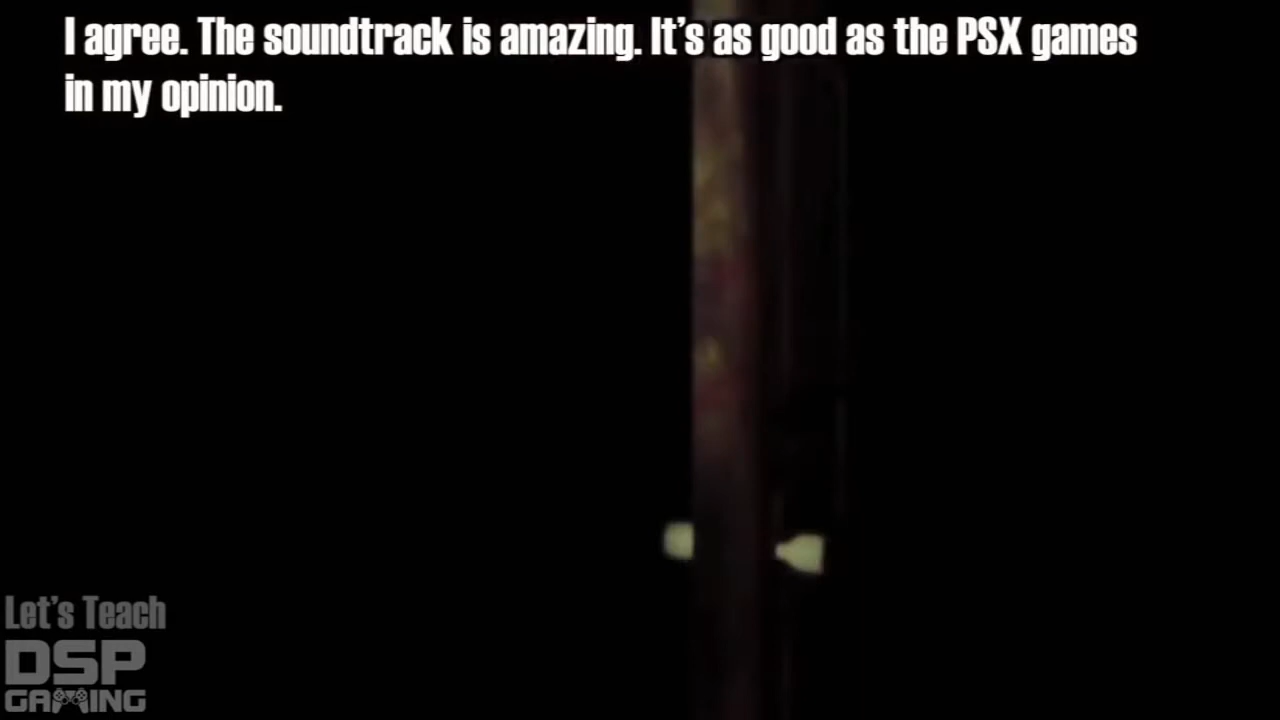 I agree. The soundtrack is amazing. It's as good as the PSX games
in my opinion.
Let's Teach
DSP
GAMING